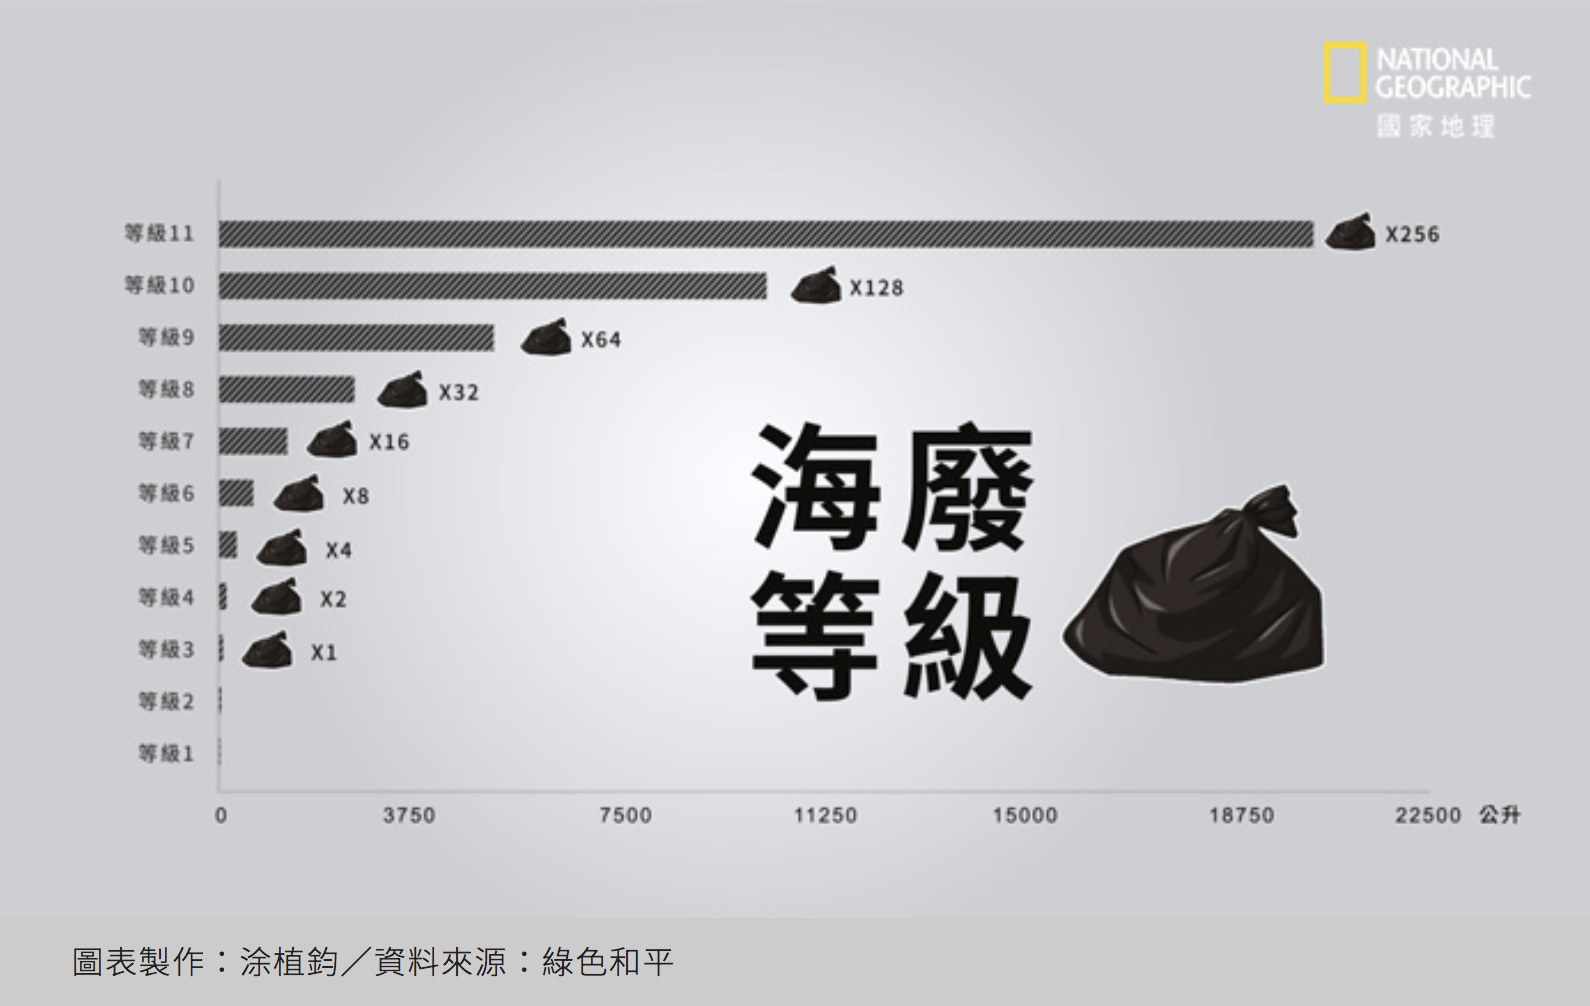 NATIONAL
GEOGRAPHIC
國家地理
等級11 X256
等級10 X128
等級9 X64
等級8 X32
等級7 X16
等級6 X8
等級5 X4
等級4 X2
等級3 X1
等級2
等級1
海廢
等級
0 3750 7500 11250 15000 18750 22500 公升
圖表製作：涂植鈞／資料來源：綠色和平